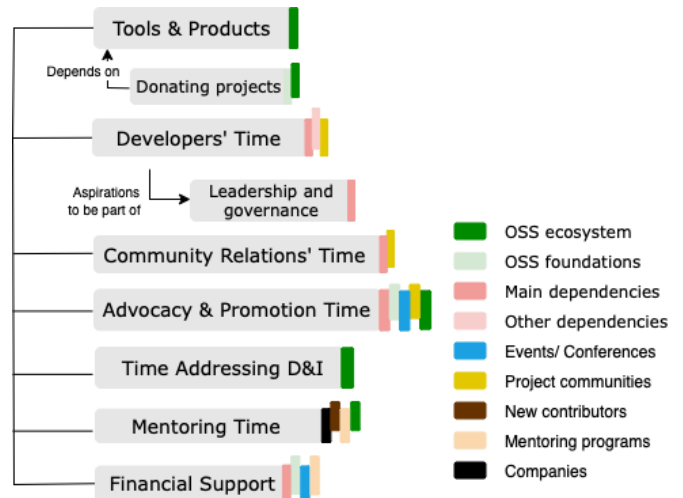 Tools & Products
Depends on
Donating projects
Developers' Time
Aspirations
to be part of
Leadership and
governance
Community Relations' Time
Advocacy & Promotion Time
Time Addressing D&I
Mentoring Time
Financial Support
OSS ecosystem
OSS foundations
Main dependencies
Other dependencies
Events/ Conferences
Project communities
New contributors
Mentoring programs
Companies